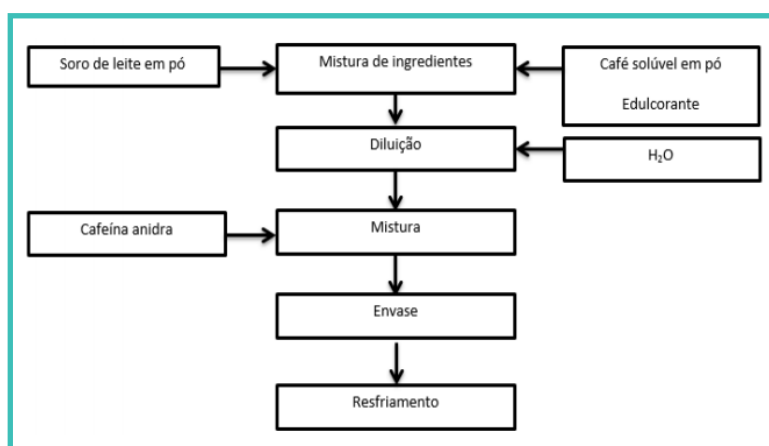 Soro de leite em pó
Mistura de ingredientes
Café solúvel em pó
Edulcorante
Diluição
H₂O
Cafeína anidra
Mistura
Envase
Resfriamento